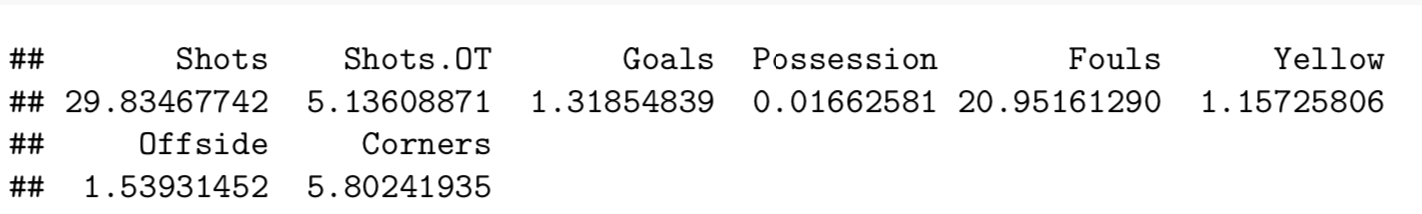 ##       Shots    Shots.OT       Goals  Possession       Fouls      Yellow
## 29.83467742  5.13608871  1.31854839  0.01662581 20.95161290  1.15725806
##     Offside     Corners
##  1.53931452  5.80241935